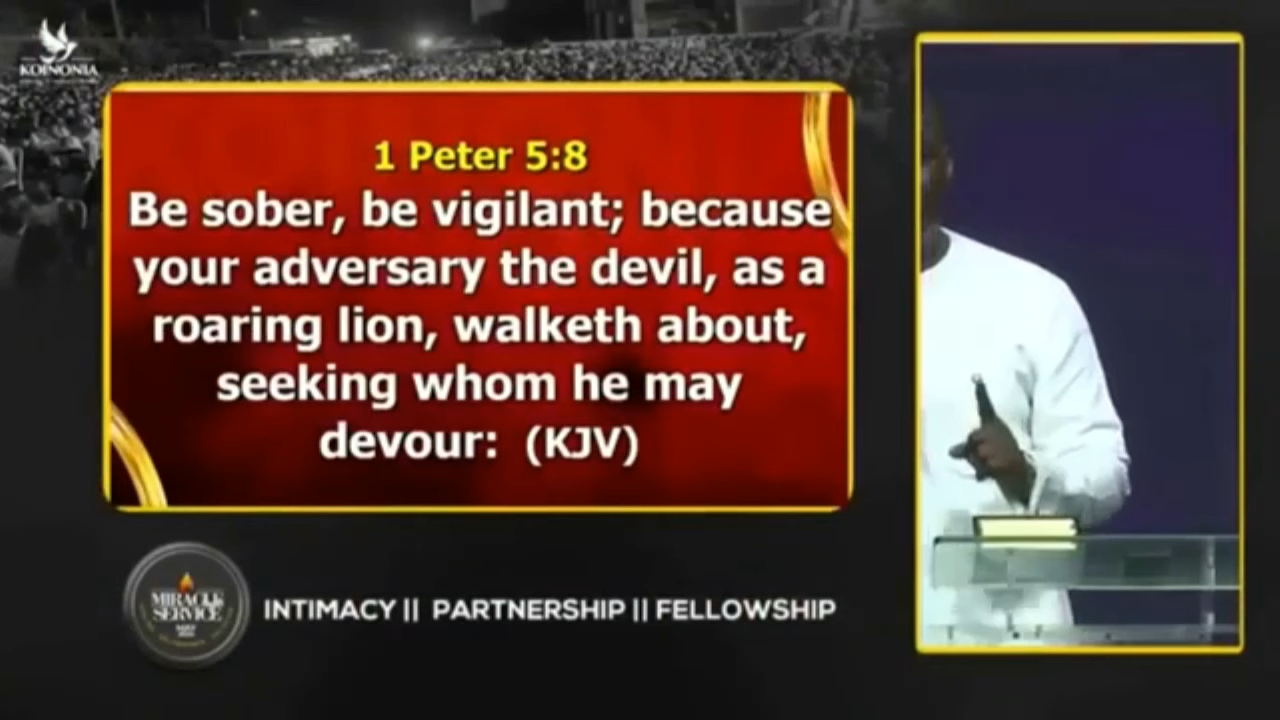 KOINONIA
1 Peter 5:8
Be sober, be vigilant; because
your adversary the devil, as a
roaring lion, walketh about,
seeking whom he may
devour: (KJV)
MIRACLE
SERVICE
INTIMACY || PARTNERSHIP || FELLOWSHIP